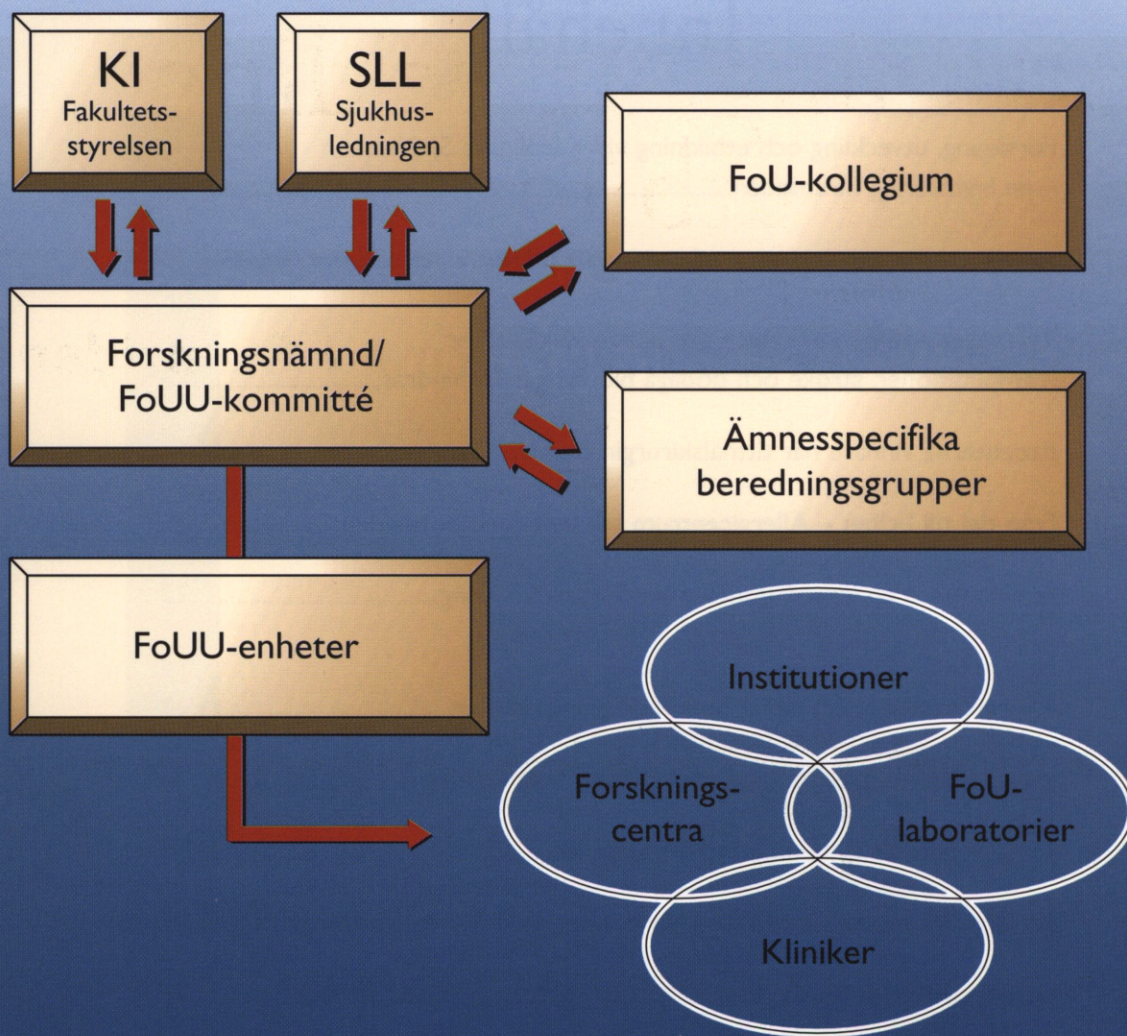 KI
Fakultets-
styrelsen
SLL
Sjukhus-
ledningen
FoU-kollegium
Forskningsnämnd/
FoUU-kommitté
Ämnesspecifika
beredningsgrupper
FoUU-enheter
Institutioner
Forsknings-
centra
FoU-
laboratorier
Kliniker